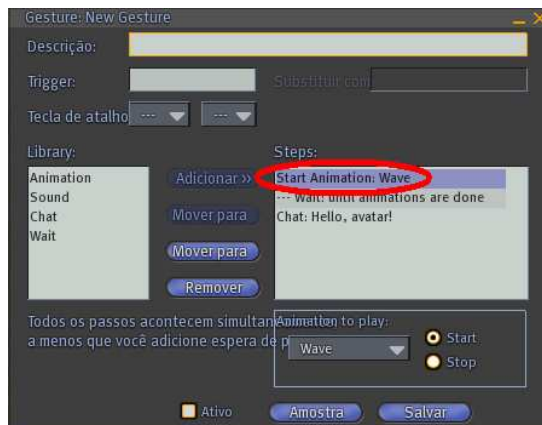 Gesture: New Gesture
Descrição:
Trigger:
Substituir com
Tecla de atalho
---
---
Library:
Animation
Sound
Chat
Wait
Adicionar >>
Mover para
Mover para
Remover
Steps:
Start Animation: Wave
--- Wait: until animations are done
Chat: Hello, avatar!
Todos os passos acontecem
a menos que você adicione espera de
Animation to play:
Wave
Start
Stop
Ativo
Amostra
Salvar